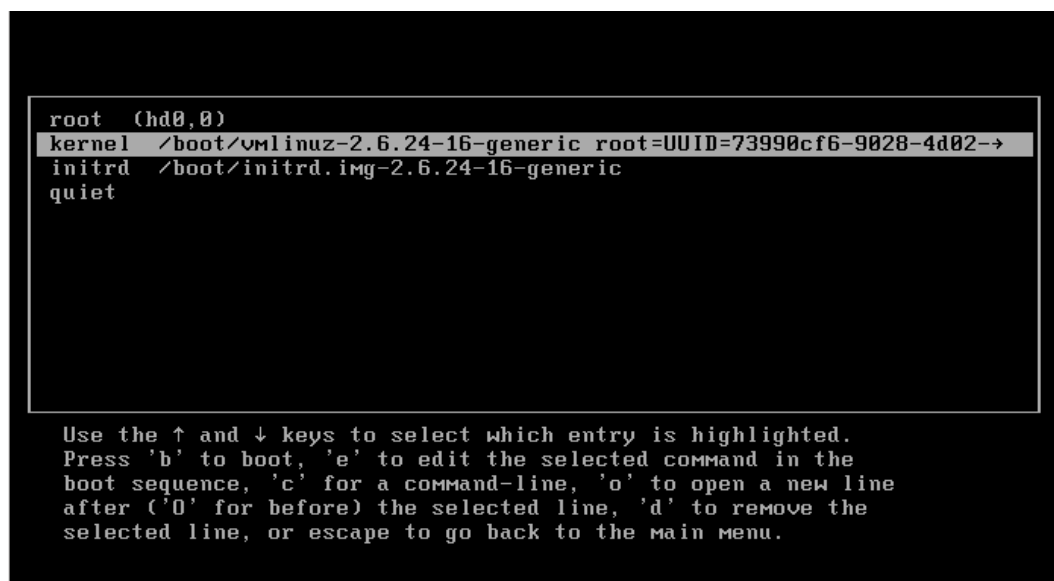 root (hd0,0)
kernel /boot/vmlinuz-2.6.24-16-generic root=UUID=73990cf6-9028-4d02-→
initrd /boot/initrd.img-2.6.24-16-generic
quiet
Use the ↑ and ↓ keys to select which entry is highlighted.
Press 'b' to boot, 'e' to edit the selected command in the
boot sequence, 'c' for a command-line, 'o' to open a new line
after ('O' for before) the selected line, 'd' to remove the
selected line, or escape to go back to the main menu.